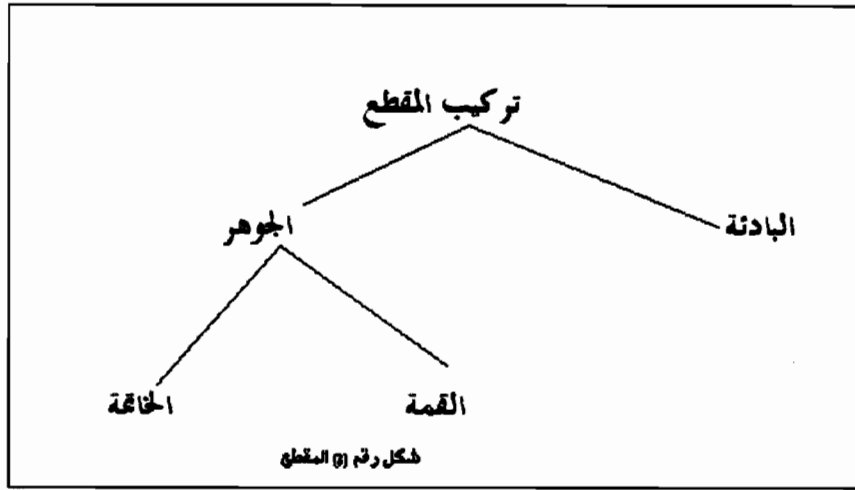 تركيب المقطع
البادئة
الجوهر
القمة
الخاتمة
شكل رقم المقطع